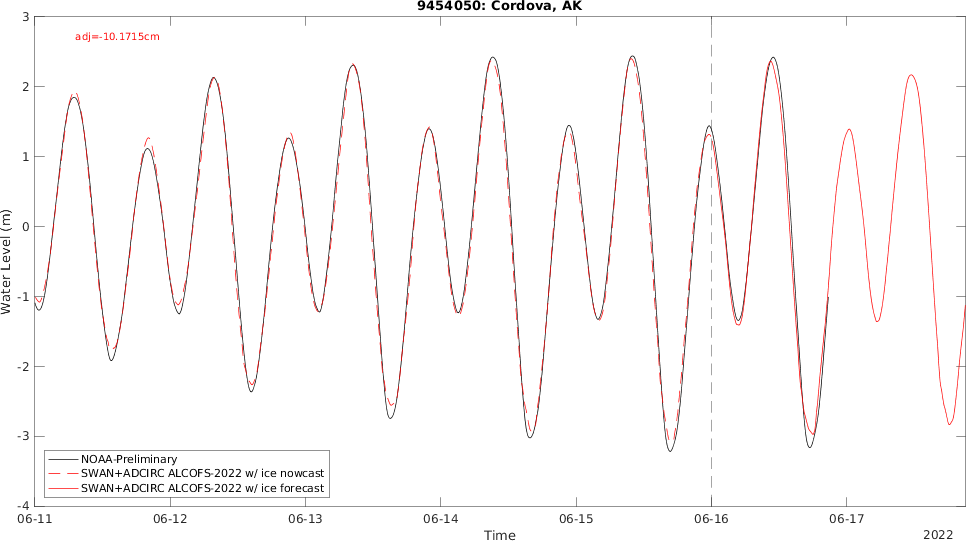 9454050: Cordova, AK
adj=-10.1715cm
3
2
1
0
-1
-2
-3
-4
Water Level (m)
NOAA-Preliminary
SWAN+ADCIRC ALCOFS-2022 w/ ice nowcast
SWAN+ADCIRC ALCOFS-2022 w/ ice forecast
06-11 06-12 06-13 06-14 06-15 06-16 06-17
Time
2022